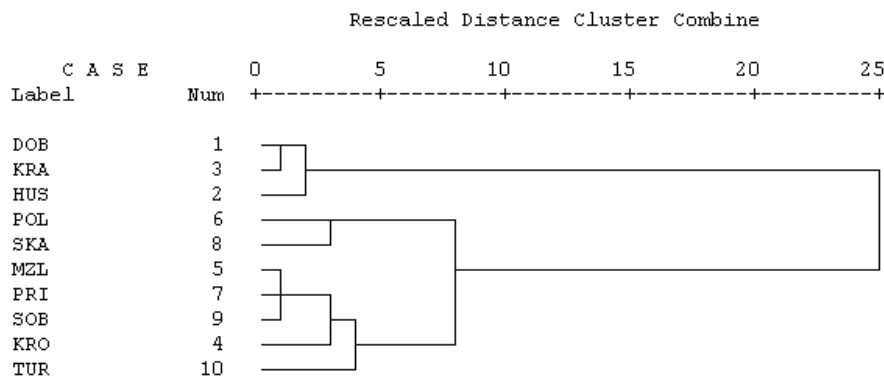 Rescaled Distance Cluster Combine
C A S E 0 5 10 15 20 25
Label Num +---------+---------+---------+---------+---------+
DOB 1
KRA 3
HUS 2
POL 6
SKA 8
MZL 5
PRI 7
SOB 9
KRO 4
TUR 10